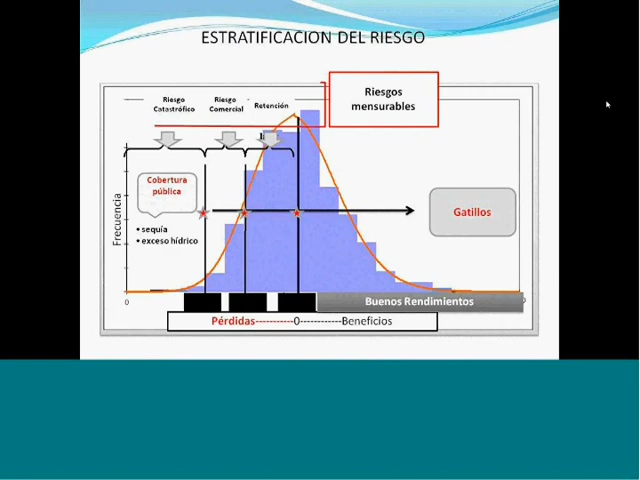 ESTRATIFICACION DEL RIESGO
Riesgos
mensurables
Riesgo
Catastrófico
Riesgo
Comercial
Retención
Cobertura
pública
• sequía
• exceso hídrico
Frecuencia
Gatillos
0
Buenos Rendimientos
Pérdidas-----------0------------Beneficios